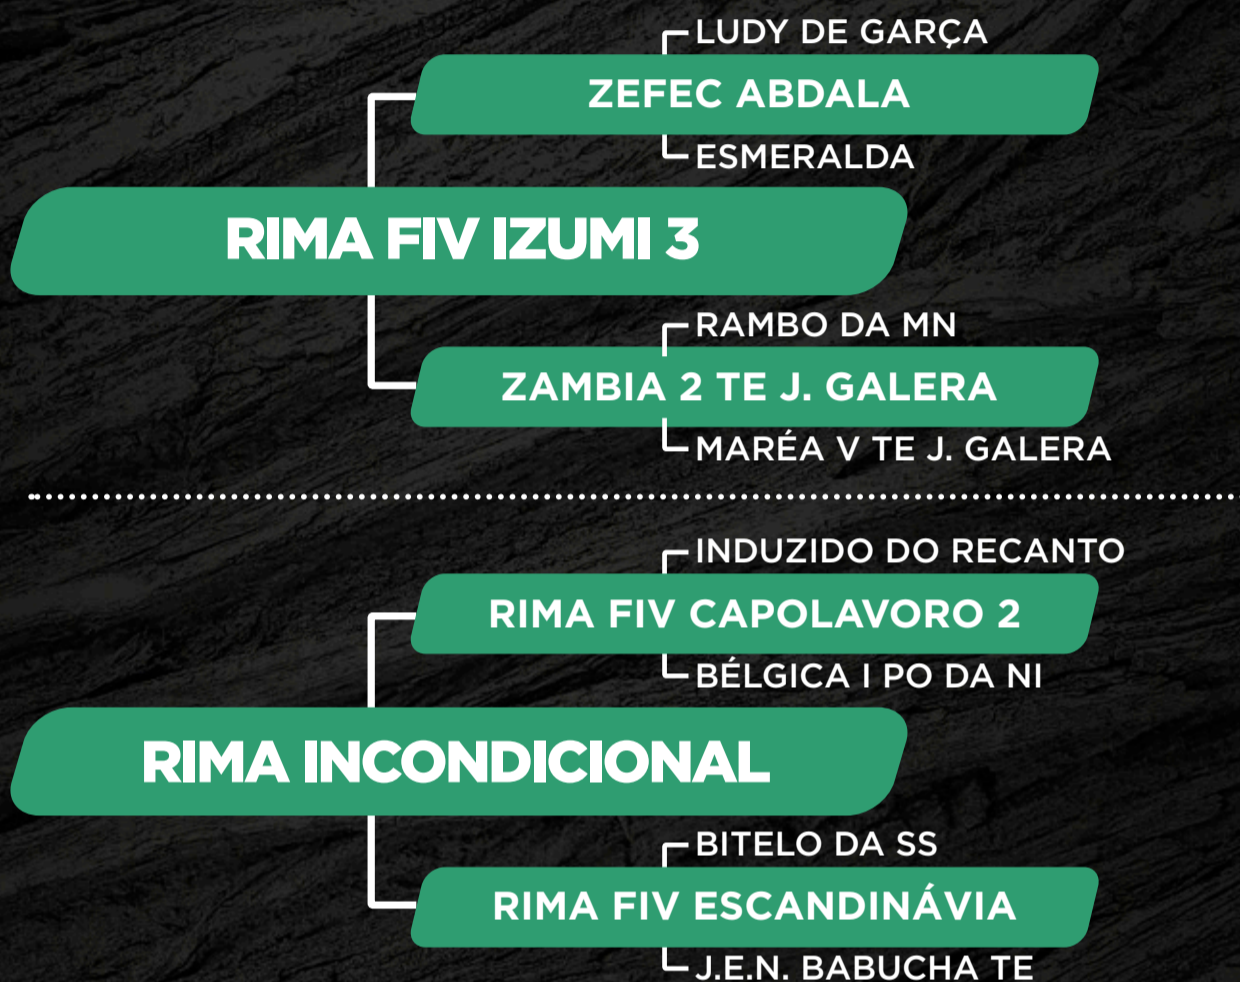 LUDY DE GARÇA
ZEFEC ABDALA
ESMERALDA
RIMA FIV IZUMI 3
RAMBO DA MN
ZAMBIA 2 TE J. GALERA
MARÉA V TE J. GALERA
INDUZIDO DO RECANTO
RIMA FIV CAPOLAVORO 2
BÉLGICA I PO DA NI
RIMA INCONDICIONAL
BITELO DA SS
RIMA FIV ESCANDINÁVIA
J.E.N. BABUCHA TE